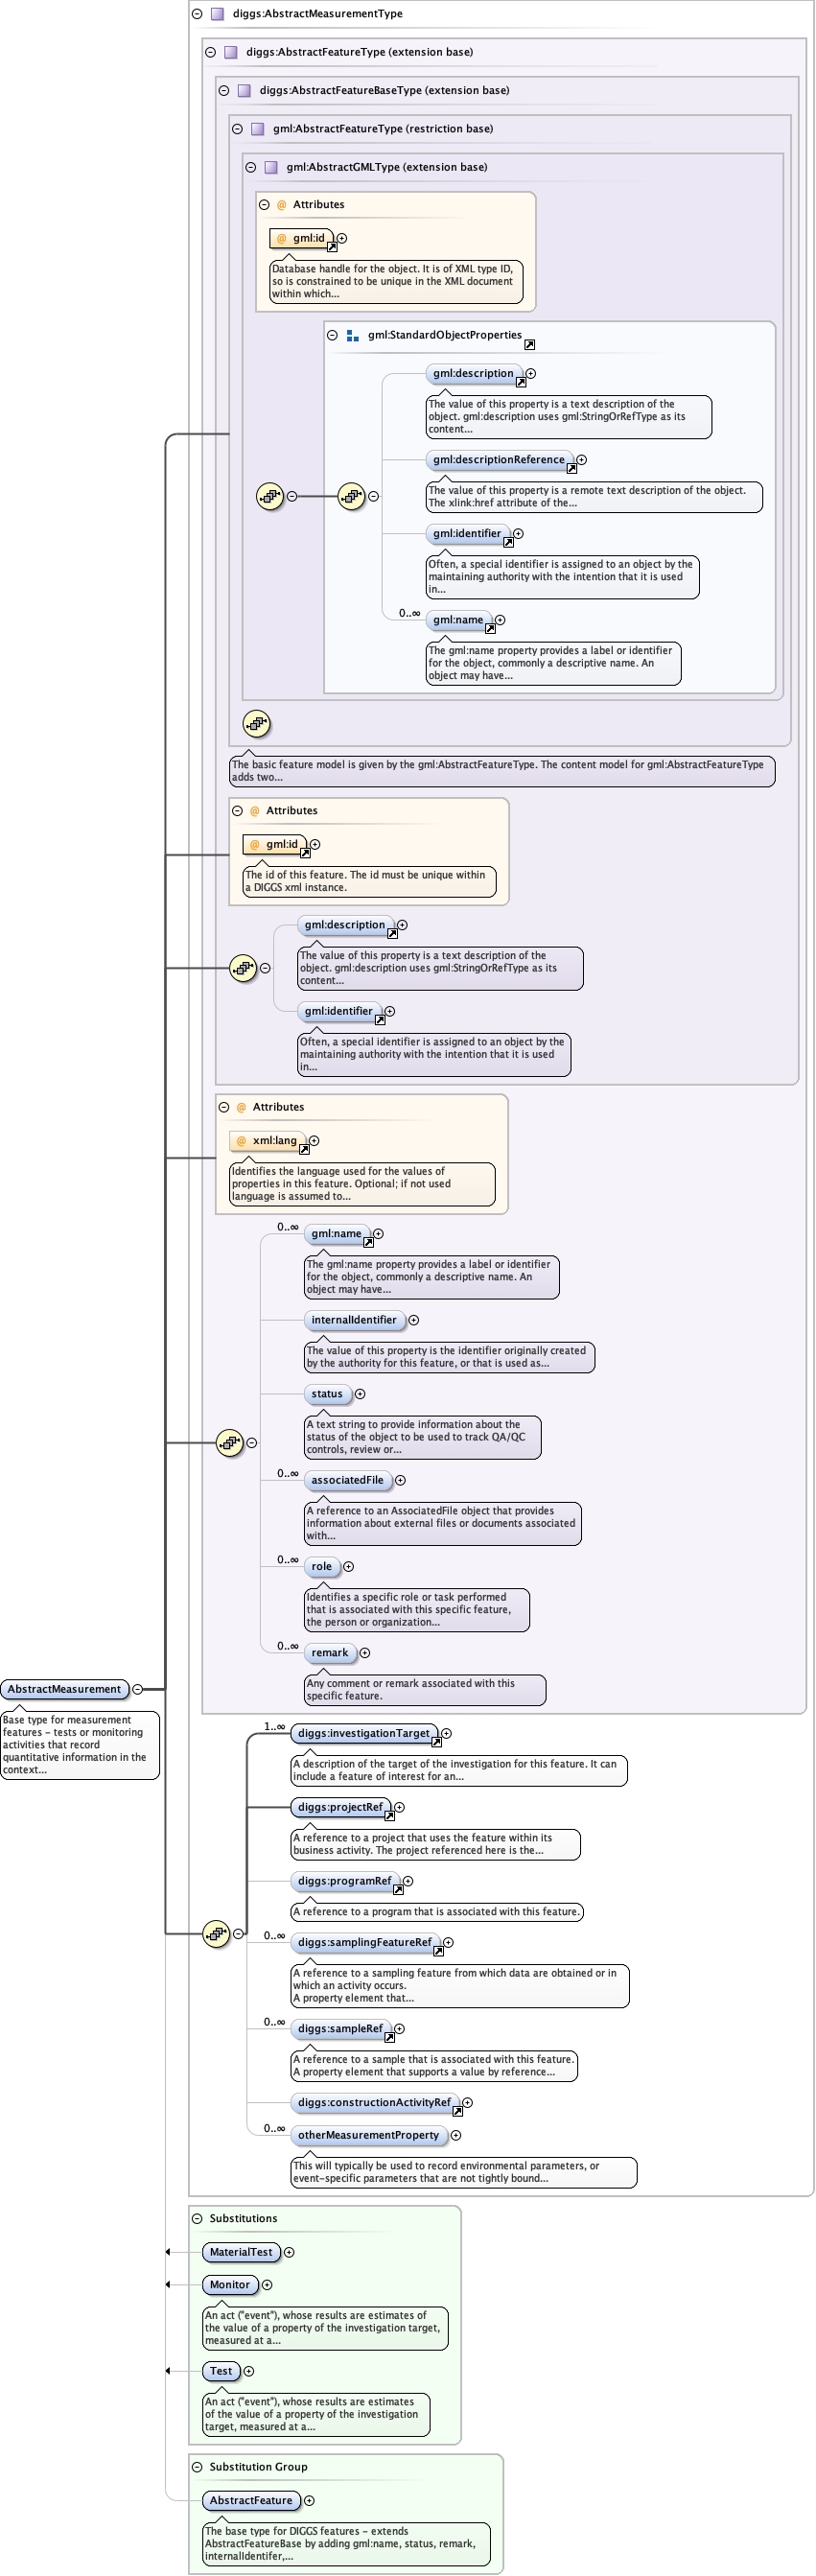 diggs:AbstractMeasurementType
diggs:AbstractFeatureType (extension base)
diggs:AbstractFeatureBaseType (extension base)
gml:AbstractFeatureType (restriction base)
gml:AbstractGMLType (extension base)
@ Attributes
@ gml:id
Database handle for the object. It is of XML type ID,
so is constrained to be unique in the XML document
within which...
gml:StandardObjectProperties
gml:description
The value of this property is a text description of the
object. gml:description uses gml:StringOrRefType as its
content...
gml:descriptionReference
The value of this property is a remote text description of the object.
The xlink:href attribute of the...
gml:identifier
Often, a special identifier is assigned to an object by the
maintaining authority with the intention that it is used
in...
0..∞
gml:name
The gml:name property provides a label or identifier
for the object, commonly a descriptive name. An
object may have...
The basic feature model is given by the gml:AbstractFeatureType. The content model for gml:AbstractFeatureType
adds two...
@ Attributes
@ gml:id
The id of this feature. The id must be unique within
a DIGGS xml instance.
gml:description
The value of this property is a text description of the
object. gml:description uses gml:StringOrRefType as its
content...
gml:identifier
Often, a special identifier is assigned to an object by the
maintaining authority with the intention that it is used
in...
@ Attributes
@ xml:lang
Identifies the language used for the values of
properties in this feature. Optional; if not used
language is assumed to...
0..∞
gml:name
The gml:name property provides a label or identifier
for the object, commonly a descriptive name. An
object may have...
internalIdentifier
The value of this property is the identifier originally created
by the authority for this feature, or that is used as...
status
A text string to provide information about the
status of the object to be used to track QA/QC
controls, review or...
0..∞
associatedFile
A reference to an AssociatedFile object that provides
information about external files or documents associated
with...
0..∞
role
Identifies a specific role or task performed
that is associated with this specific feature,
the person or organization...
0..∞
remark
Any comment or remark associated with this
specific feature.
AbstractMeasurement
Base type for measurement
features - tests or monitoring
activities that record
quantitative information in the
context...
1..∞
diggs:investigationTarget
A description of the target of the investigation for this feature. It can
include a feature of interest for an...
diggs:projectRef
A reference to a project that uses the feature within its
business activity. The project referenced here is the...
diggs:programRef
A reference to a program that is associated with this feature.
0..∞
diggs:samplingFeatureRef
A reference to a sampling feature from which data are obtained or in
which an activity occurs.
A property element that...
0..∞
diggs:sampleRef
A reference to a sample that is associated with this feature.
A property element that supports a value by reference...
diggs:constructionActivityRef
0..∞
otherMeasurementProperty
This will typically be used to record environmental parameters, or
event-specific parameters that are not tightly bound...
Substitutions
MaterialTest
Monitor
An act ("event"), whose results are estimates of
the value of a property of the investigation target,
measured at a...
Test
An act ("event"), whose results are estimates
of the value of a property of the investigation
target, measured at a...
Substitution Group
AbstractFeature
The base type for DIGGS features - extends
AbstractFeatureBase by adding gml:name, status, remark,
internalIdentifer,...